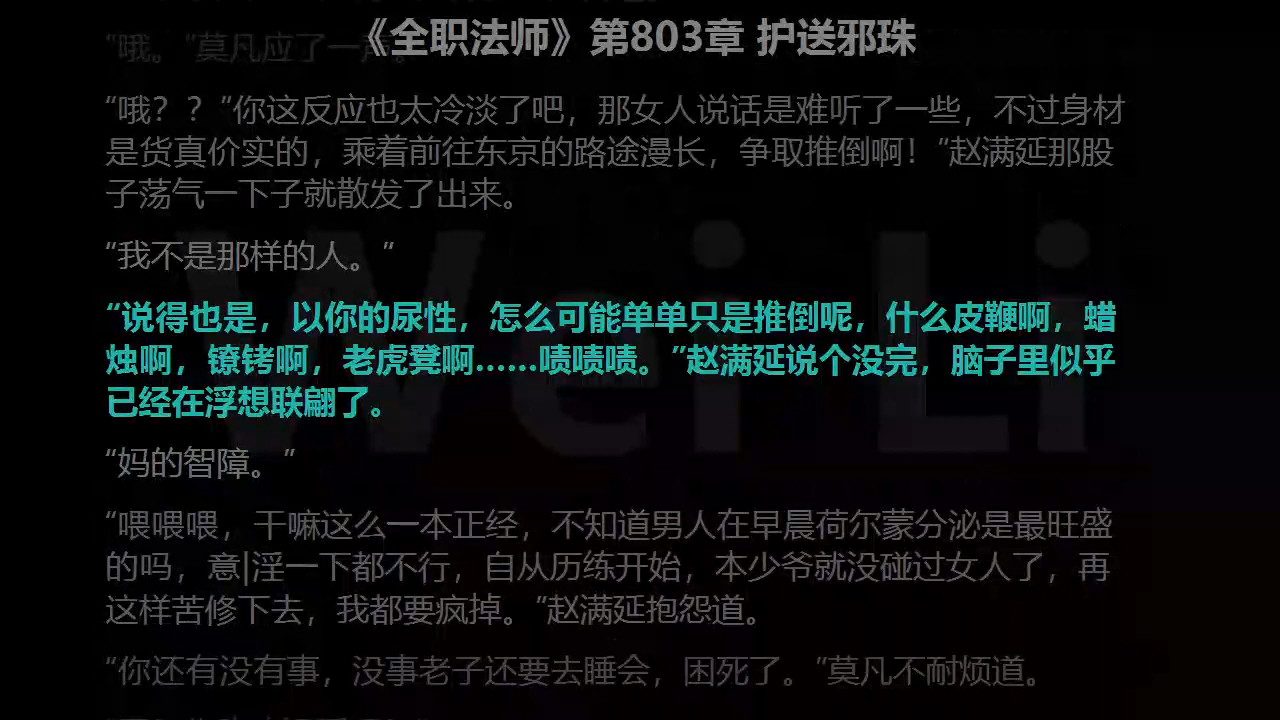 《全职法师》第803章 护送邪珠
“哦。”莫凡应了一声。
“哦？？“你这反应也太冷淡了吧，那女人说话是难听了一些，不过身材
是货真价实的，乘着前往东京的路途漫长，争取推倒啊！”赵满延那股
子荡气一下子就散发了出来。
“我不是那样的人。”
“说得也是，以你的尿性，怎么可能单单只是推倒呢，什么皮鞭啊，蜡
烛啊，镣铐啊，老虎凳啊……啧啧啧。”赵满延说个没完，脑子里似乎
已经在浮想联翩了。
“妈的智障。”
“喂喂喂，干嘛这么一本正经，不知道男人在早晨荷尔蒙分泌是最旺盛
的吗，意|淫一下都不行，自从历练开始，本少爷就没碰过女人了，再
这样苦修下去，我都要疯掉。”赵满延抱怨道。
“你还有没有事，没事老子还要去睡会，困死了。”莫凡不耐烦道。
Wei Li